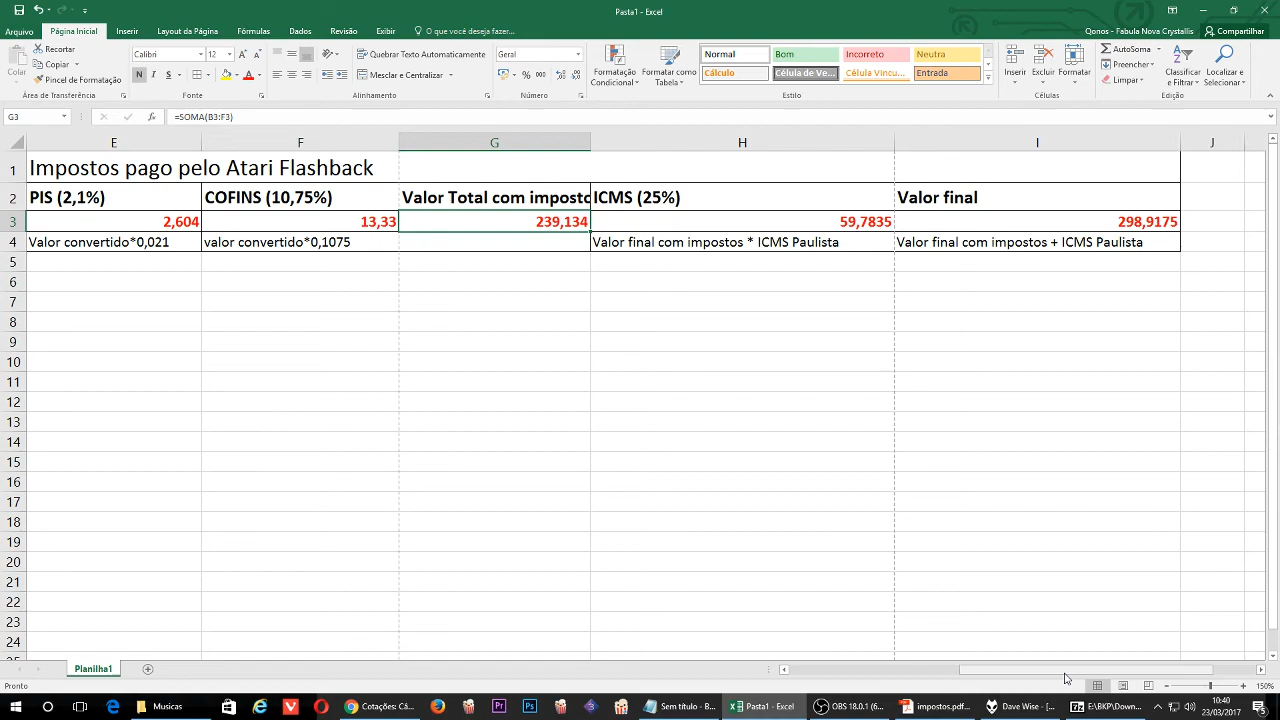 Pasta1 - Excel
Arquivo Página Inicial Inserir Layout da Página Fórmulas Dados Revisão Exibir O que você deseja fazer... Qonos - Fabula Nova Crystallis Compartilhar
Colar
Recortar
Copiar
Pincel de Formatação
Área de Transferência
Calibri 12
N I S
Fonte
Quebrar Texto Automaticamente
Mesclar e Centralizar
Alinhamento
Geral
% 000
Número
Formatação Condicional
Formatar como Tabela
Normal Bom Incorreto Neutra
Cálculo Célula de Ve... Célula Vincu... Entrada
Estilo
Inserir Excluir Formatar
Células
AutoSoma
Preencher
Limpar
Classificar e Filtrar
Localizar e Selecionar
Edição
G3 fx =SOMA(B3:F3)
E F G H I J
1 Impostos pago pelo Atari Flashback
2 PIS (2,1%) COFINS (10,75%) Valor Total com imposto ICMS (25%) Valor final
3 2,604 13,33 239,134 59,7835 298,9175
4 Valor convertido*0,021 valor convertido*0,1075 Valor final com impostos * ICMS Paulista Valor final com impostos + ICMS Paulista
5
6
7
8
9
10
11
12
13
14
15
16
17
18
19
20
21
22
23
24
Planilha1
Pronto 150%
Musicas Cotações Câ... Sem título - B... Pasta1 - Excel OBS 18.0.1 (6... impostos.pd... Dave Wise - [... E:\BKP\Down... 10:40
23/03/2017